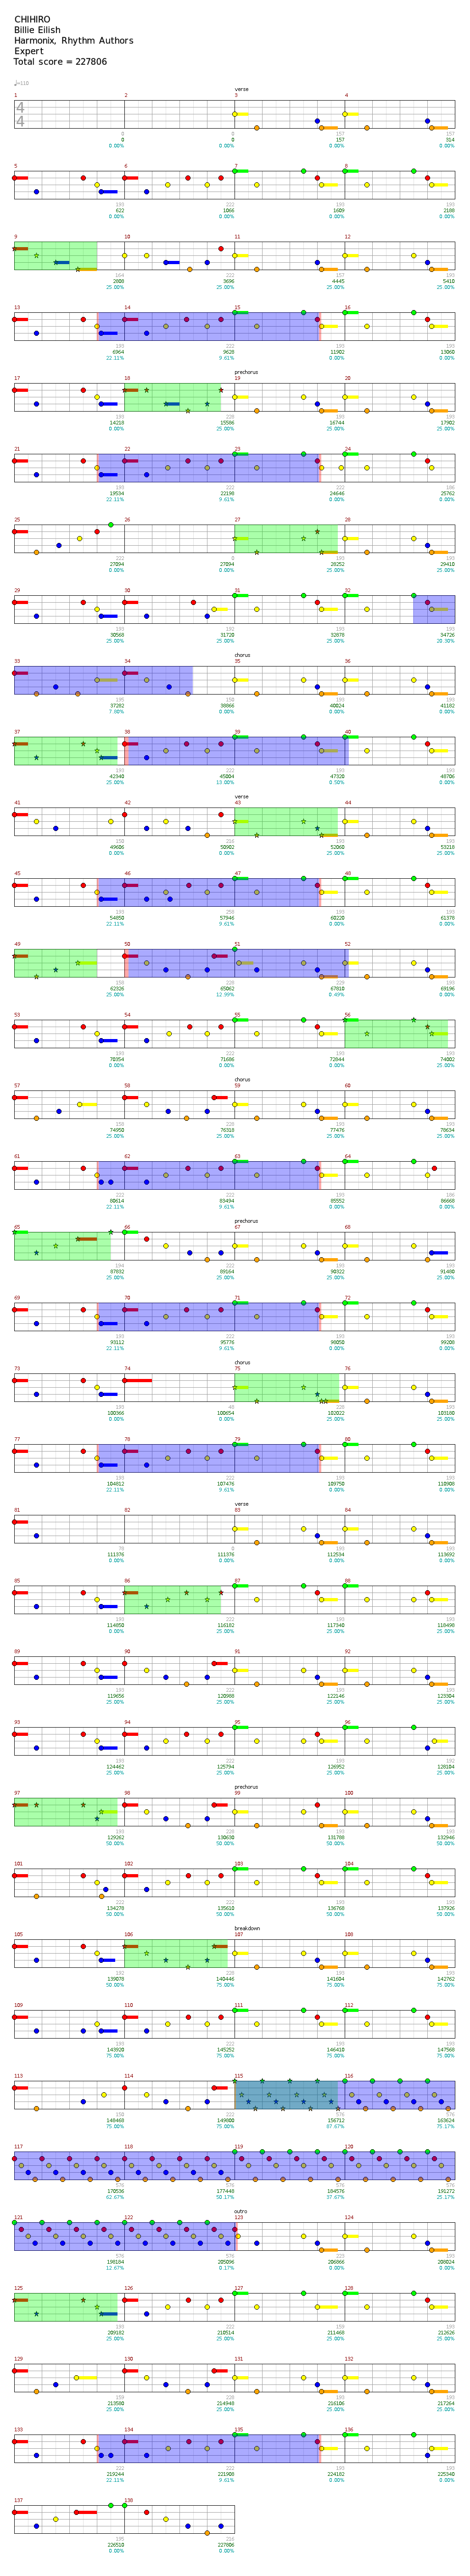 CHIHIRO
Billie Eilish
Harmonix, Rhythm Authors
Expert
Total score = 227806
♩=110
verse
1 2 3 4
4
4
0 157 314
0.00% 0.00% 0.00%
5 6 7 8
622 1066 1609 2188
0.00% 0.00% 0.00% 0.00%
9 10 11 12
2808 3696 4445 5410
25.00% 25.00% 25.00% 25.00%
13 14 15 16
6964 9628 11902 13060
22.11% 9.61% 0.00% 0.00%
prechorus
17 18 19 20
14218 15586 16744 17902
0.00% 25.00% 25.00% 25.00%
21 22 23 24
19534 22198 24646 25762
22.11% 9.61% 0.00% 0.00%
25 26 27 28
27094 27094 28252 29410
0.00% 0.00% 25.00% 25.00%
29 30 31 32
30568 31720 32878 34726
25.00% 25.00% 25.00% 20.30%
chorus
33 34 35 36
37282 38866 40024 41182
7.80% 0.00% 0.00% 0.00%
37 38 39 40
42340 45004 47320 48706
25.00% 13.00% 0.50% 0.00%
verse
41 42 43 44
49606 50902 52060 53218
0.00% 0.00% 25.00% 25.00%
45 46 47 48
54850 57946 60220 61378
22.11% 9.61% 0.00% 0.00%
49 50 51 52
62326 65062 67810 69196
25.00% 12.99% 0.49% 0.00%
53 54 55 56
70354 71686 72844 74002
0.00% 0.00% 0.00% 25.00%
chorus
57 58 59 60
74950 76318 77476 78634
25.00% 25.00% 25.00% 25.00%
61 62 63 64
80614 83494 85552 86668
22.11% 9.61% 0.00% 0.00%
prechorus
65 66 67 68
87832 89164 90322 91480
25.00% 25.00% 25.00% 25.00%
69 70 71 72
93112 95776 98050 99208
22.11% 9.61% 0.00% 0.00%
chorus
73 74 75 76
100366 100654 102022 103180
0.00% 0.00% 25.00% 25.00%
77 78 79 80
104812 107476 109750 110908
22.11% 9.61% 0.00% 0.00%
verse
81 82 83 84
111376 111376 112534 113692
0.00% 0.00% 0.00% 0.00%
85 86 87 88
114850 116182 117340 118498
0.00% 25.00% 25.00% 25.00%
89 90 91 92
119656 120988 122146 123304
25.00% 25.00% 25.00% 25.00%
93 94 95 96
124462 125794 126952 128104
25.00% 25.00% 25.00% 25.00%
prechorus
97 98 99 100
129262 130630 131788 132946
50.00% 50.00% 50.00% 50.00%
101 102 103 104
134278 135610 136768 137926
50.00% 50.00% 50.00% 50.00%
breakdown
105 106 107 108
139078 140446 141604 142762
50.00% 75.00% 75.00% 75.00%
109 110 111 112
143920 145252 146410 147568
75.00% 75.00% 75.00% 75.00%
113 114 115 116
148468 149800 156712 163624
75.00% 75.00% 87.67% 75.17%
117 118 119 120
576 576 576 576
170536 177448 184576 191272
62.67% 50.17% 37.67% 25.17%
outro
121 122 123 124
198184 205096 206866 208024
12.67% 0.17% 0.00% 0.00%
125 126 127 128
209182 210514 211468 212626
25.00% 25.00% 25.00% 25.00%
129 130 131 132
213580 214948 216106 217264
25.00% 25.00% 25.00% 25.00%
133 134 135 136
219244 221908 224182 225340
22.11% 9.61% 0.00% 0.00%
137 138
226510 227806
0.00% 0.00%